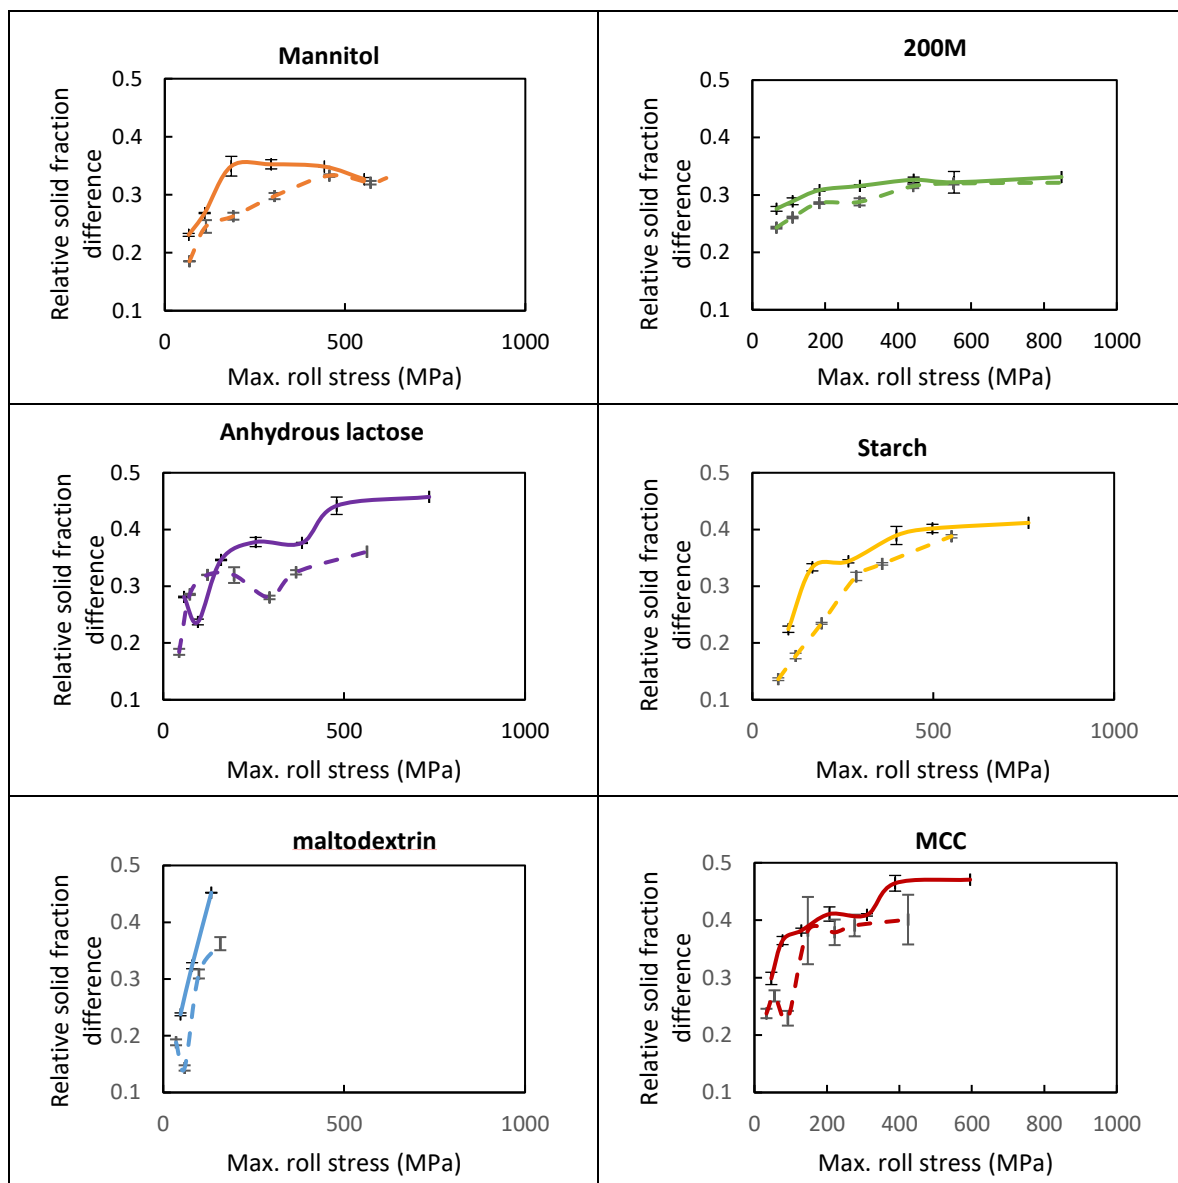 Mannitol
Relative solid fraction
difference
0.5
0.4
0.3
0.2
0.1
0
500
1000
Max. roll stress (MPa)
200M
Relative solid fraction
difference
0.5
0.4
0.3
0.2
0.1
0
200
400
600
800
1000
Max. roll stress (MPa)
Anhydrous lactose
Relative solid fraction
difference
0.5
0.4
0.3
0.2
0.1
0
500
1000
Max. roll stress (MPa)
Starch
Relative solid fraction
difference
0.5
0.4
0.3
0.2
0.1
0
500
1000
Max. roll stress (MPa)
maltodextrin
Relative solid fraction
difference
0.5
0.4
0.3
0.2
0.1
0
500
1000
Max. roll stress (MPa)
MCC
Relative solid fraction
difference
0.5
0.4
0.3
0.2
0.1
0
200
400
600
800
1000
Max. roll stress (MPa)